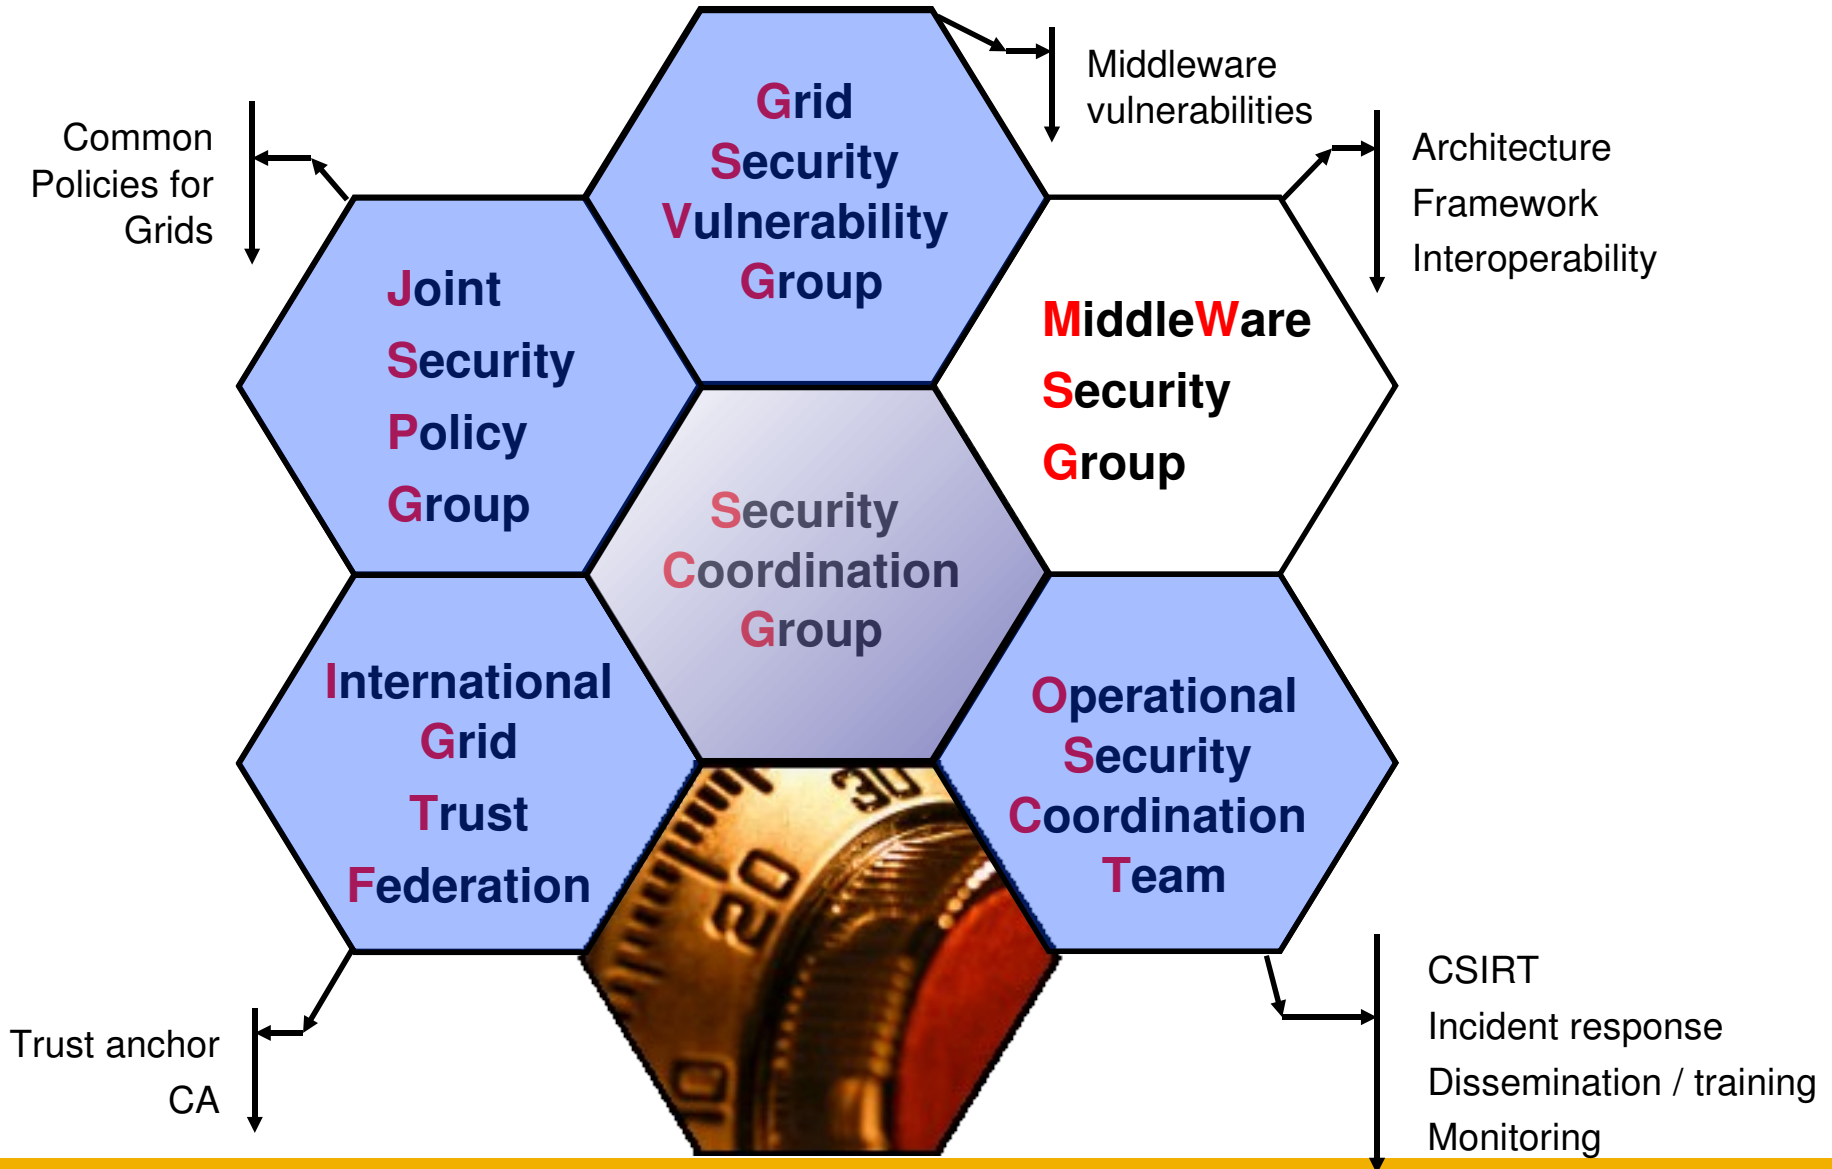 Grid
Security
Vulnerability
Group
Middleware
vulnerabilities
Common
Policies for
Grids
Joint
Security
Policy
Group
MiddleWare
Security
Group
Architecture
Framework
Interoperability
Security
Coordination
Group
International
Grid
Trust
Federation
Operational
Security
Coordination
Team
30
20
10
Trust anchor
CA
CSIRT
Incident response
Dissemination / training
Monitoring